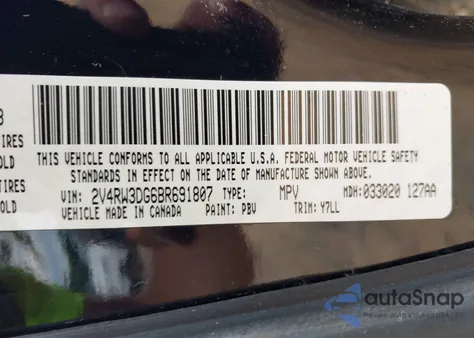 3
IRES
OLD
IRES
OLD
THIS VEHICLE CONFORMS TO ALL APPLICABLE U.S.A. FEDERAL MOTOR VEHICLE SAFETY
STANDARDS IN EFFECT ON THE DATE OF MANUFACTURE SHOWN ABOVE.
VIN: 2V4RW3DG6BR691807 TYPE: MPV MDH: 033020 127AA
VEHICLE MADE IN CANADA PAINT: PBV TRIM: Y7LL
autoSnap